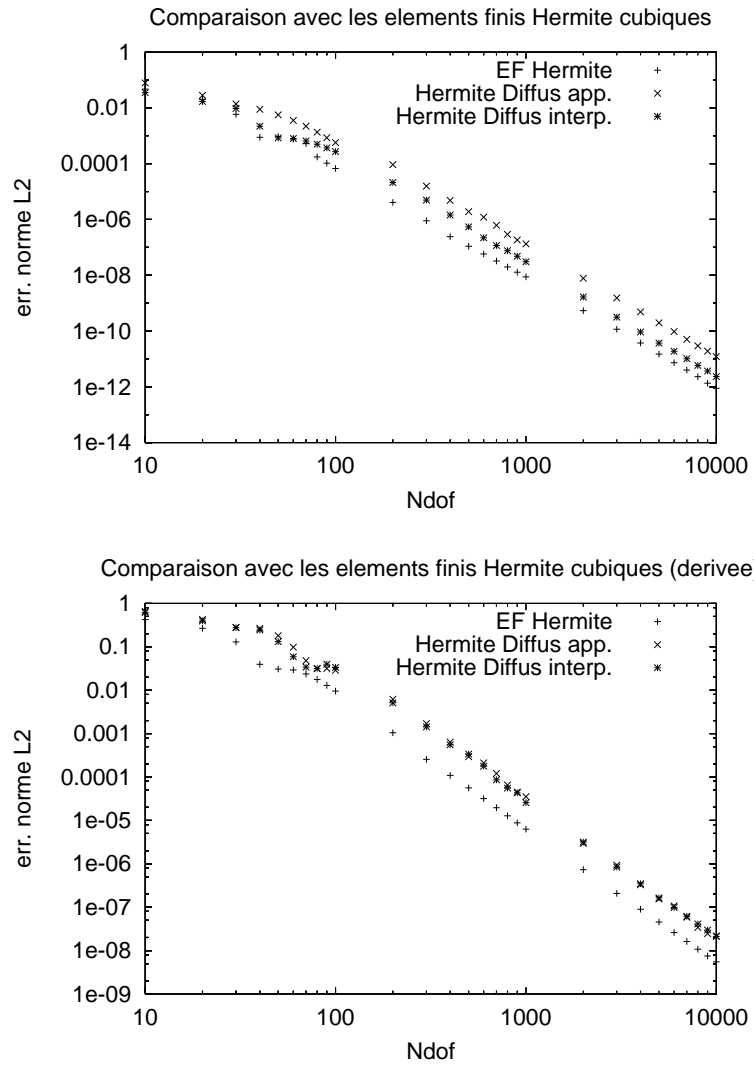 Comparaison avec les elements finis Hermite cubiques
1
0.01
0.0001
1e-06
1e-08
1e-10
1e-12
1e-14
err. norme L2
EF Hermite
Hermite Diffus app.
Hermite Diffus interp.
10 100 1000 10000
Ndof
Comparaison avec les elements finis Hermite cubiques (derivee)
1
0.1
0.01
0.001
0.0001
1e-05
1e-06
1e-07
1e-08
1e-09
err. norme L2
EF Hermite
Hermite Diffus app.
Hermite Diffus interp.
10 100 1000 10000
Ndof